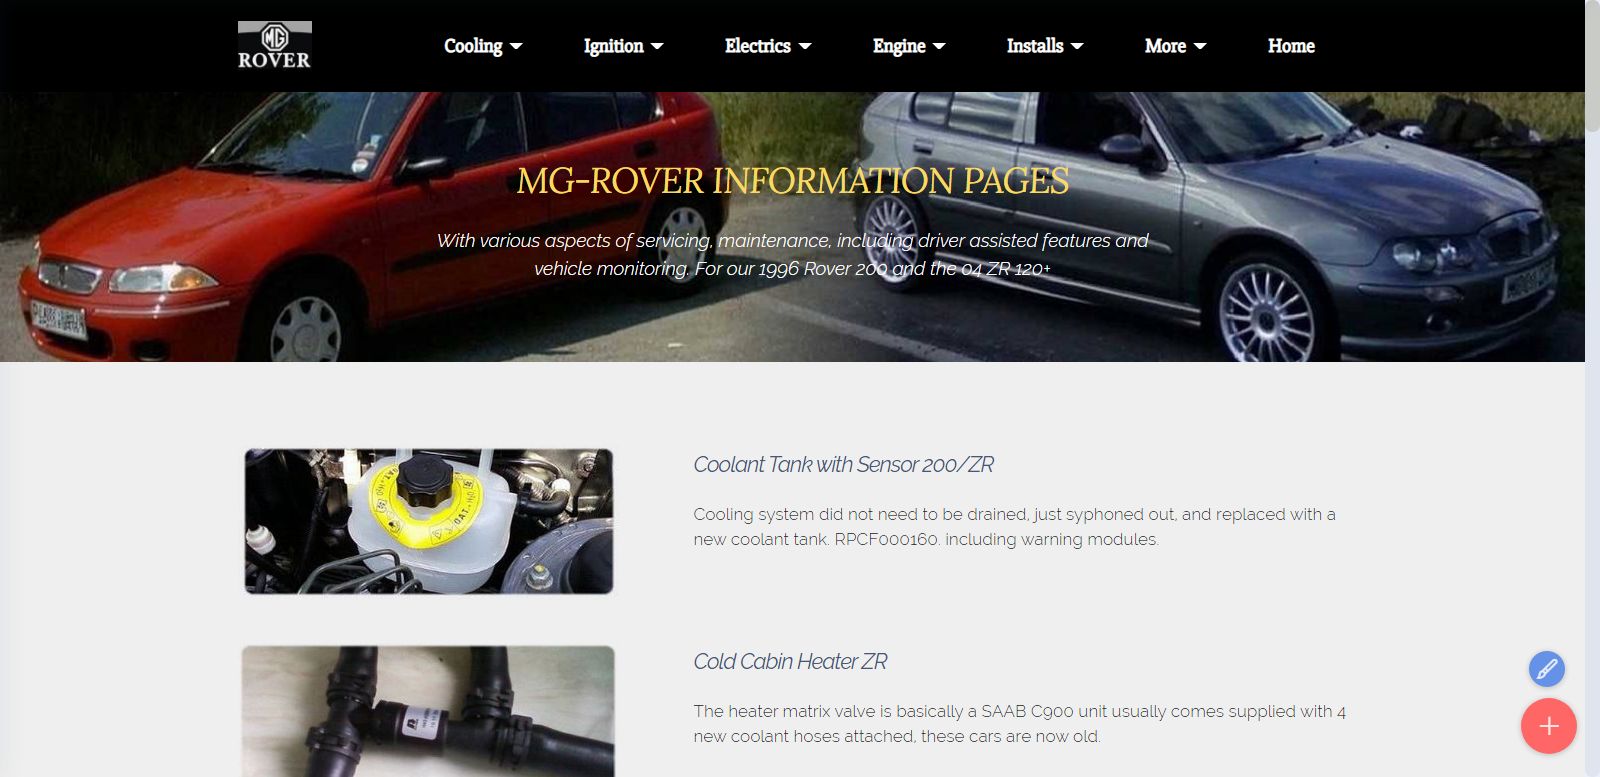 MG
ROVER
Cooling Ignition Electrics Engine Installs More Home
MG-ROVER INFORMATION PAGES
With various aspects of servicing, maintenance, including driver assisted features and
vehicle monitoring. For our 1996 Rover 200 and the 04 ZR 120+
Coolant Tank with Sensor 200/ZR
Cooling system did not need to be drained, just syphoned out, and replaced with a
new coolant tank. RPCF000160. including warning modules.
OAT
OAT
Cold Cabin Heater ZR
The heater matrix valve is basically a SAAB C900 unit usually comes supplied with 4
new coolant hoses attached, these cars are now old.